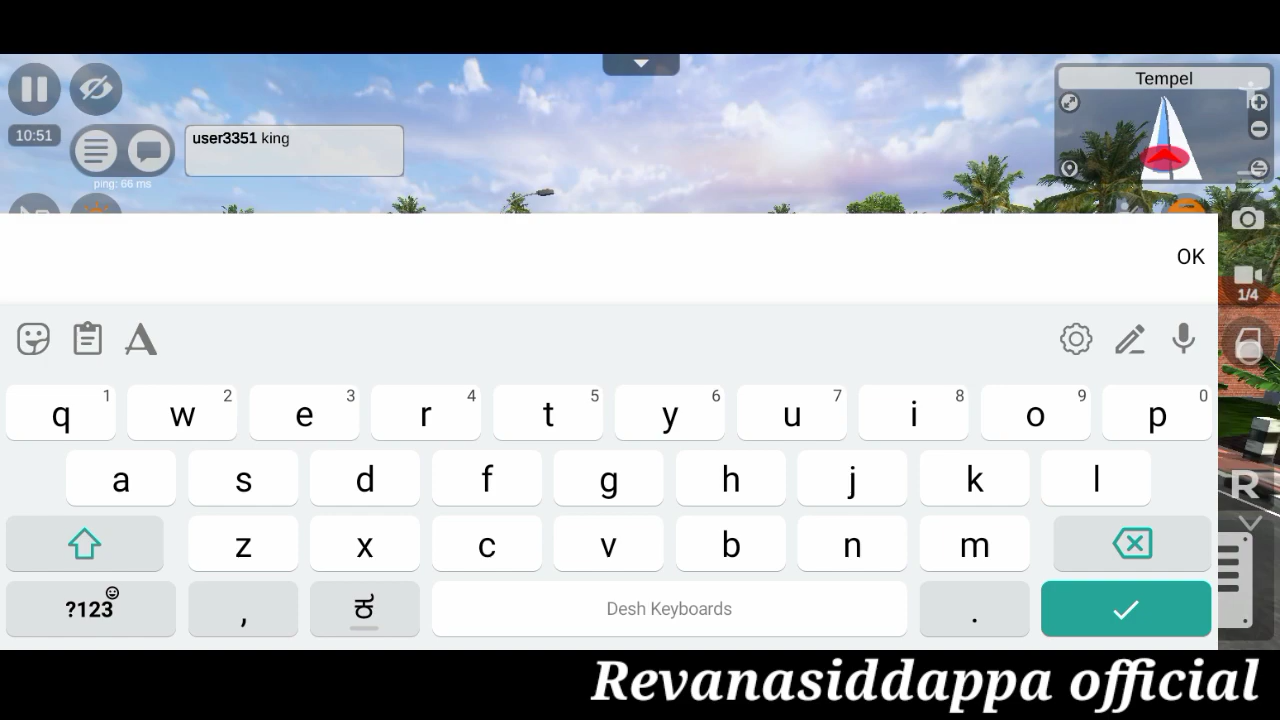 Tempel
10:51
user3351 king
ping: 66 ms
OK
1/4
q 1 w 2 e 3 r 4 t 5 y 6 u 7 i 8 o 9 p 0
a s d f g h j k l
R
z x c v b n m
?123 , ಕ Desh Keyboards .
Revanasiddappa official